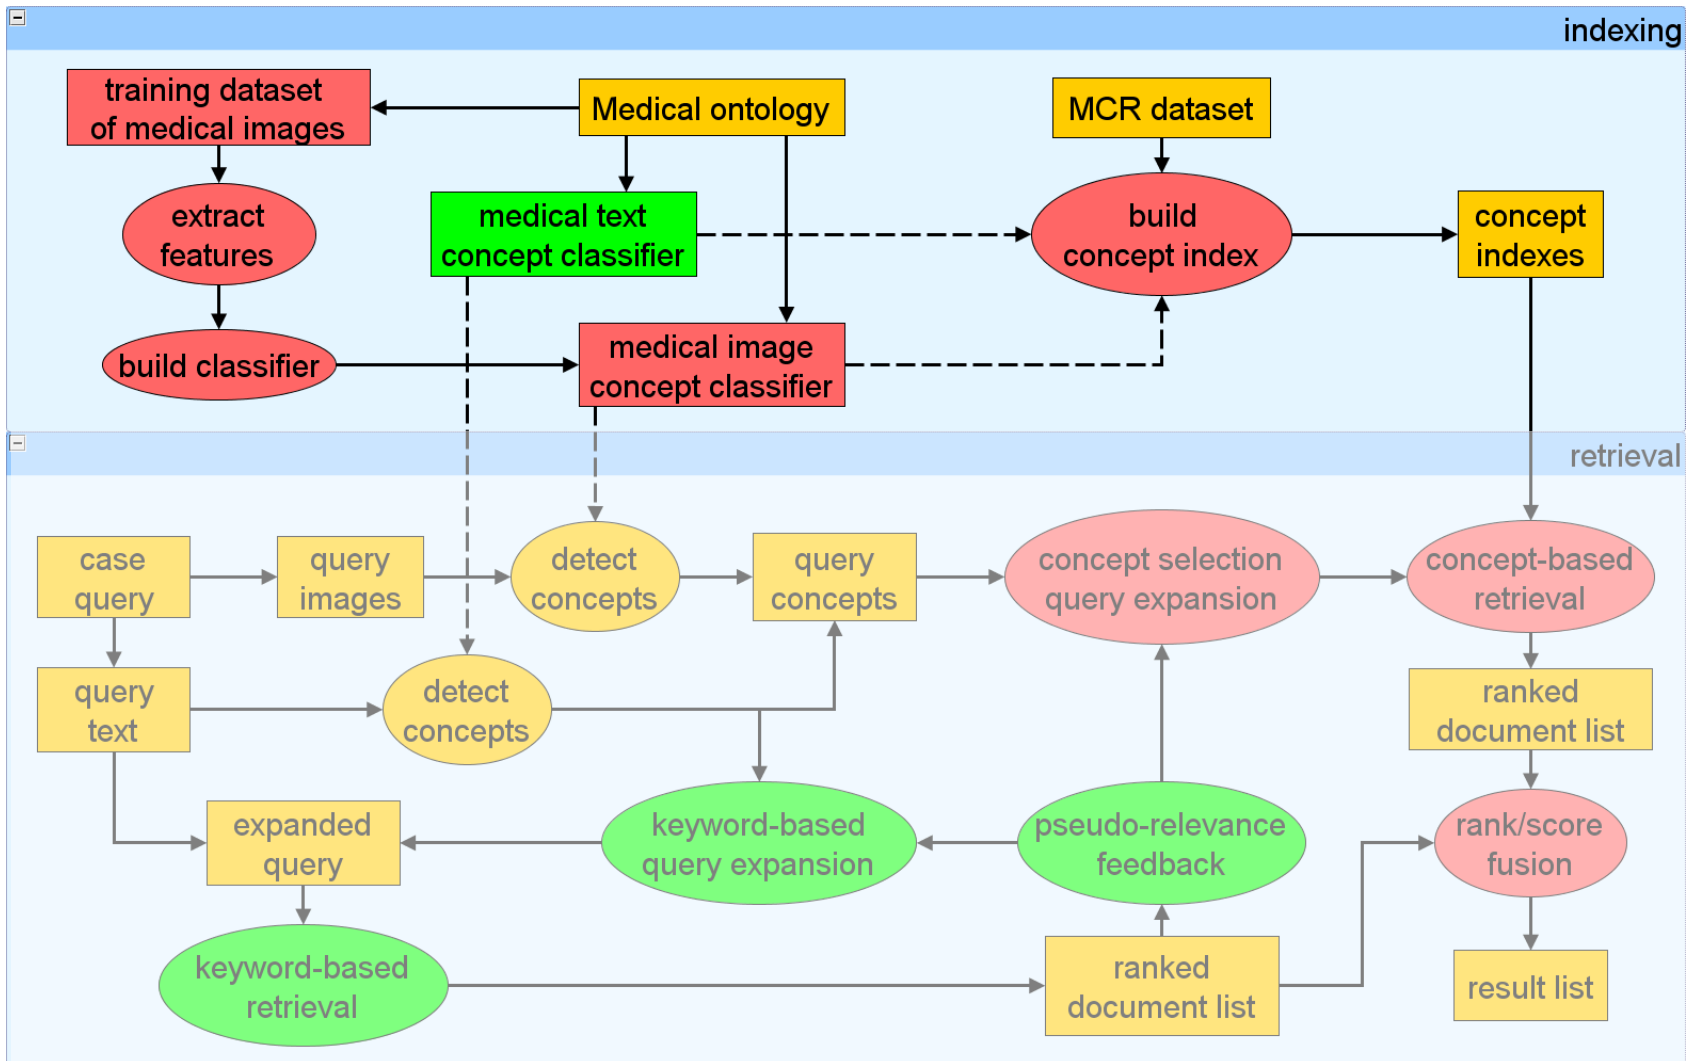 indexing
training dataset
of medical images
Medical ontology
MCR dataset
extract
features
medical text
concept classifier
build
concept index
concept
indexes
build classifier
medical image
concept classifier
retrieval
case
query
query
images
detect
concepts
query
concepts
concept selection
query expansion
concept-based
retrieval
query
text
detect
concepts
ranked
document list
expanded
query
keyword-based
query expansion
pseudo-relevance
feedback
rank/score
fusion
keyword-based
retrieval
ranked
document list
result list